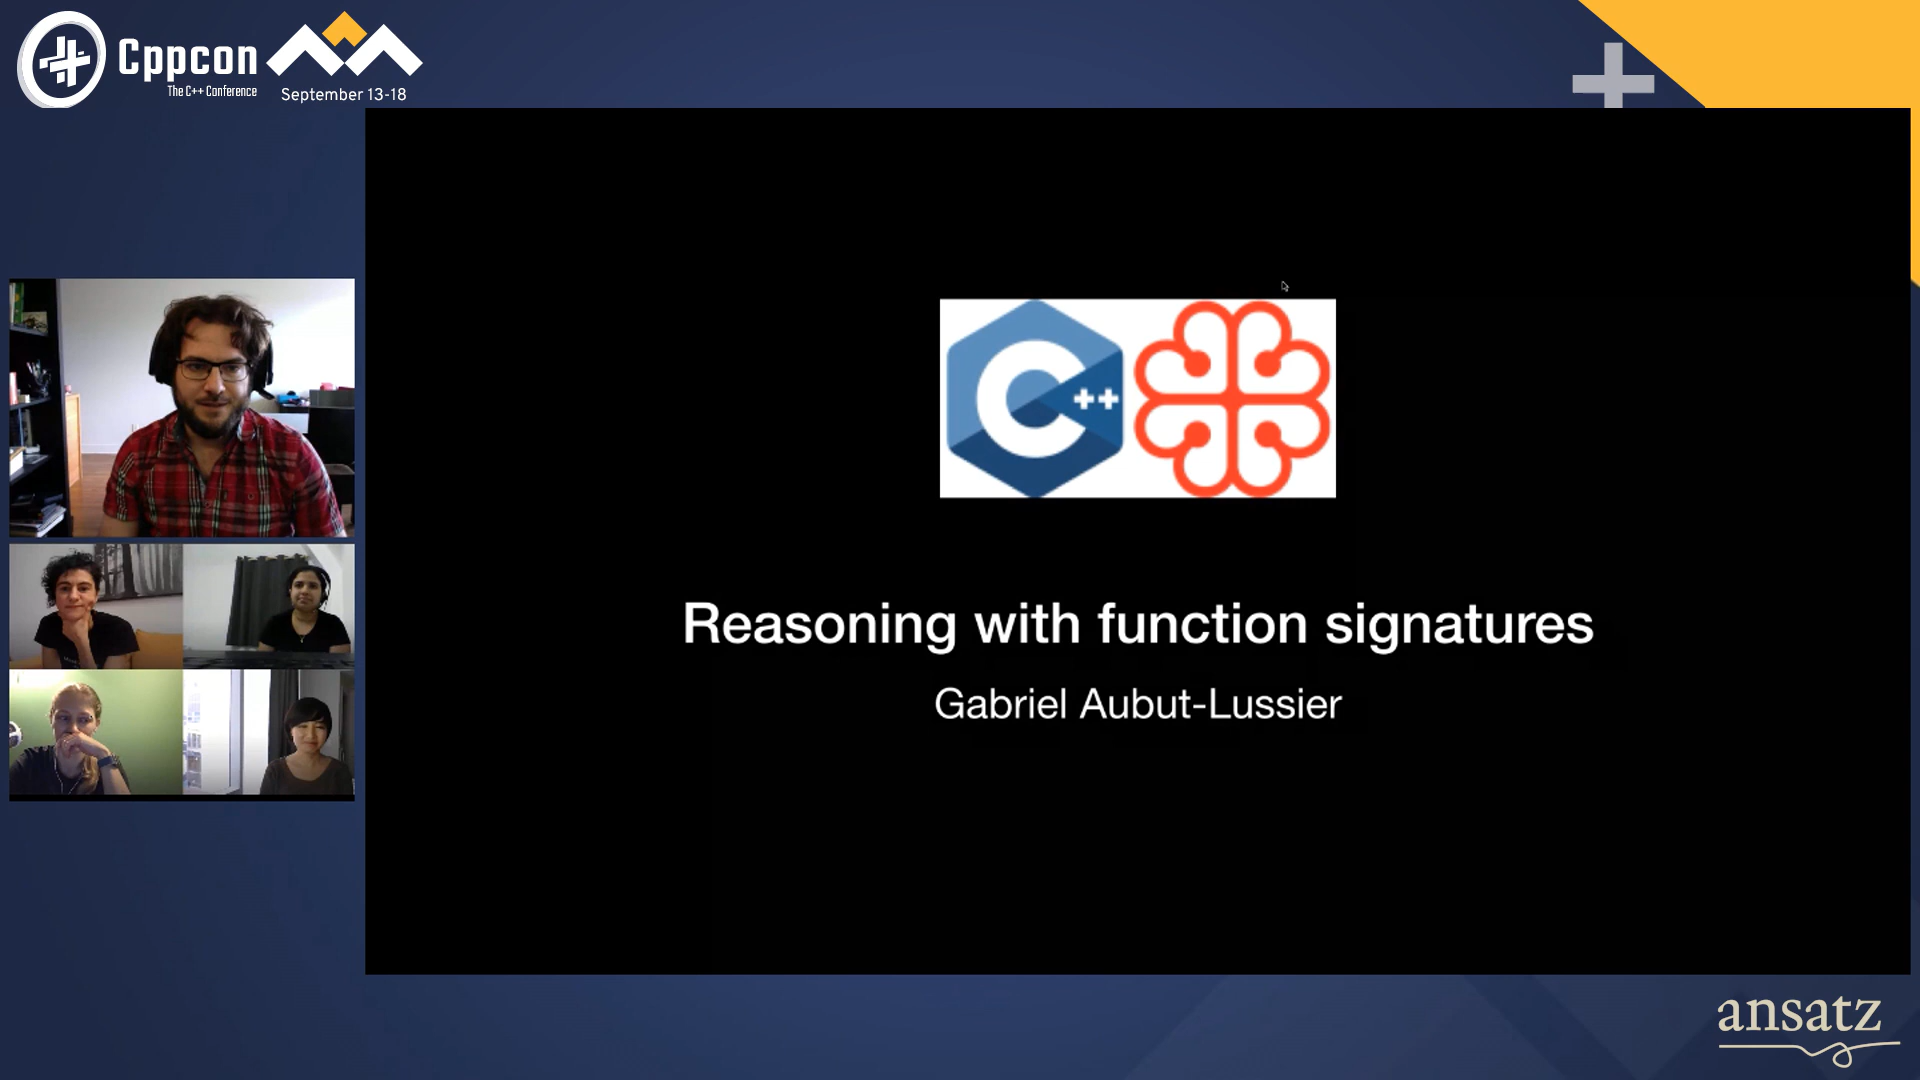 Cppcon
The C++ Conference
September 13-18
C++
Reasoning with function signatures
Gabriel Aubut-Lussier
ansatz